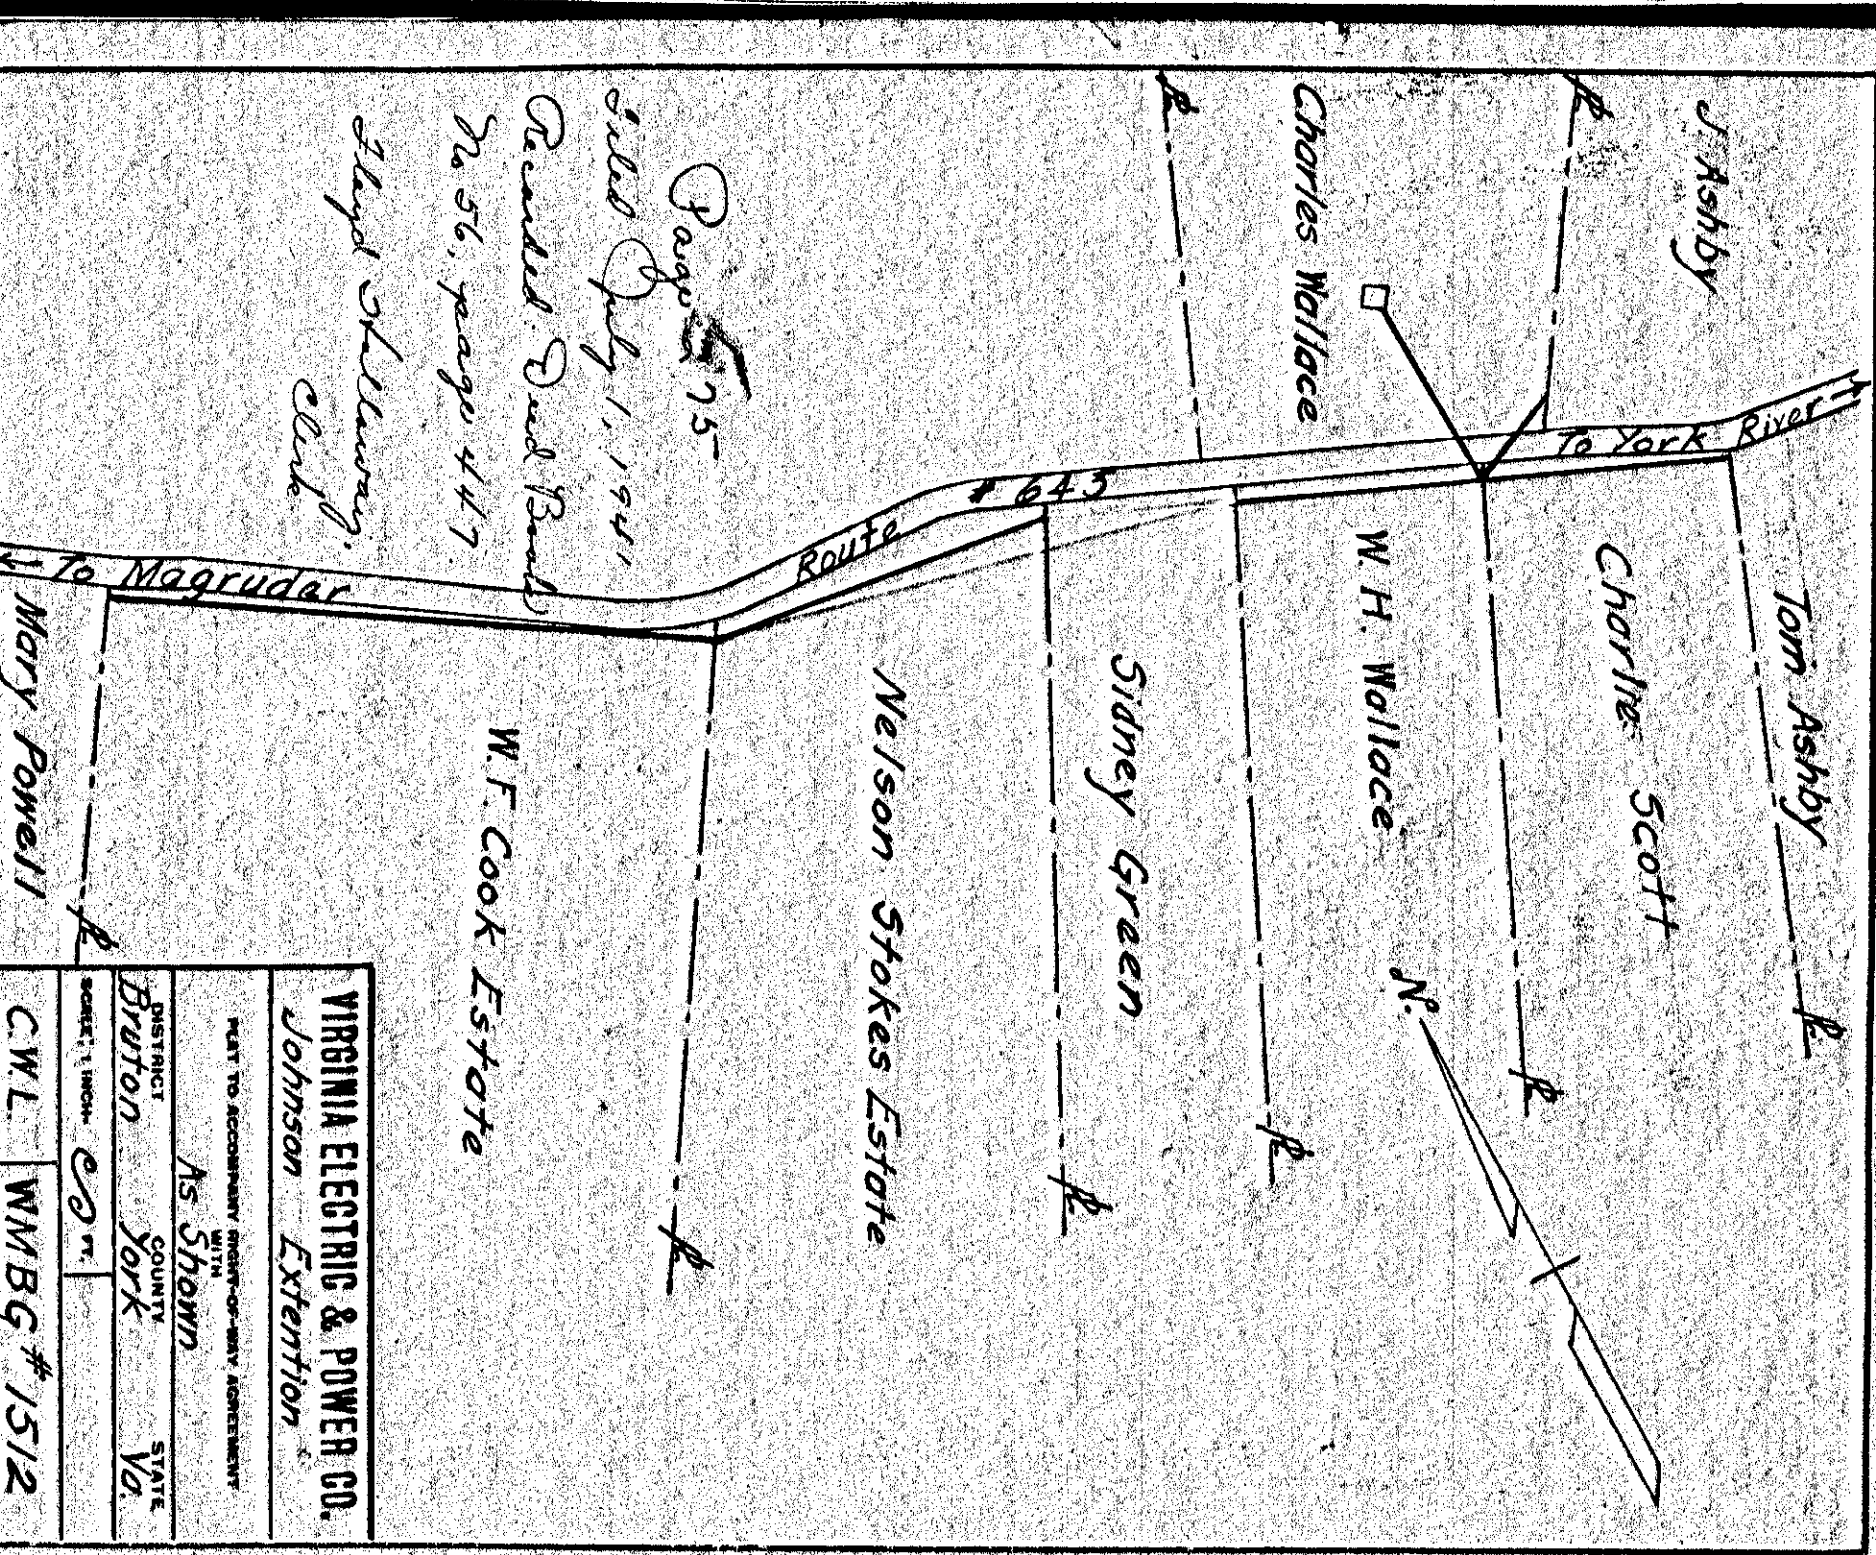 J. Ashby
Tom Ashby
Charlie Scott
To York River
Charles Wallace
W. H. Wallace
N.
Sidney Green
Nelson Stokes Estate
Route # 643
W.F. Cook Estate
To Magrudar
Mary Powell
Page 75
Filed July 1, 1941,
Recorded Deed Book
No 56, page 447
Floyd Holloway,
Clerk
VIRGINIA ELECTRIC & POWER CO.
Johnson Extention
PLAT TO ACCOMPANY RIGHT-OF-WAY AGREEMENT
WITH
As Shown
DISTRICT COUNTY STATE
Bruton York Va.
SCALE, 1 INCH= FT.
C.W.L. WMBG # 1512